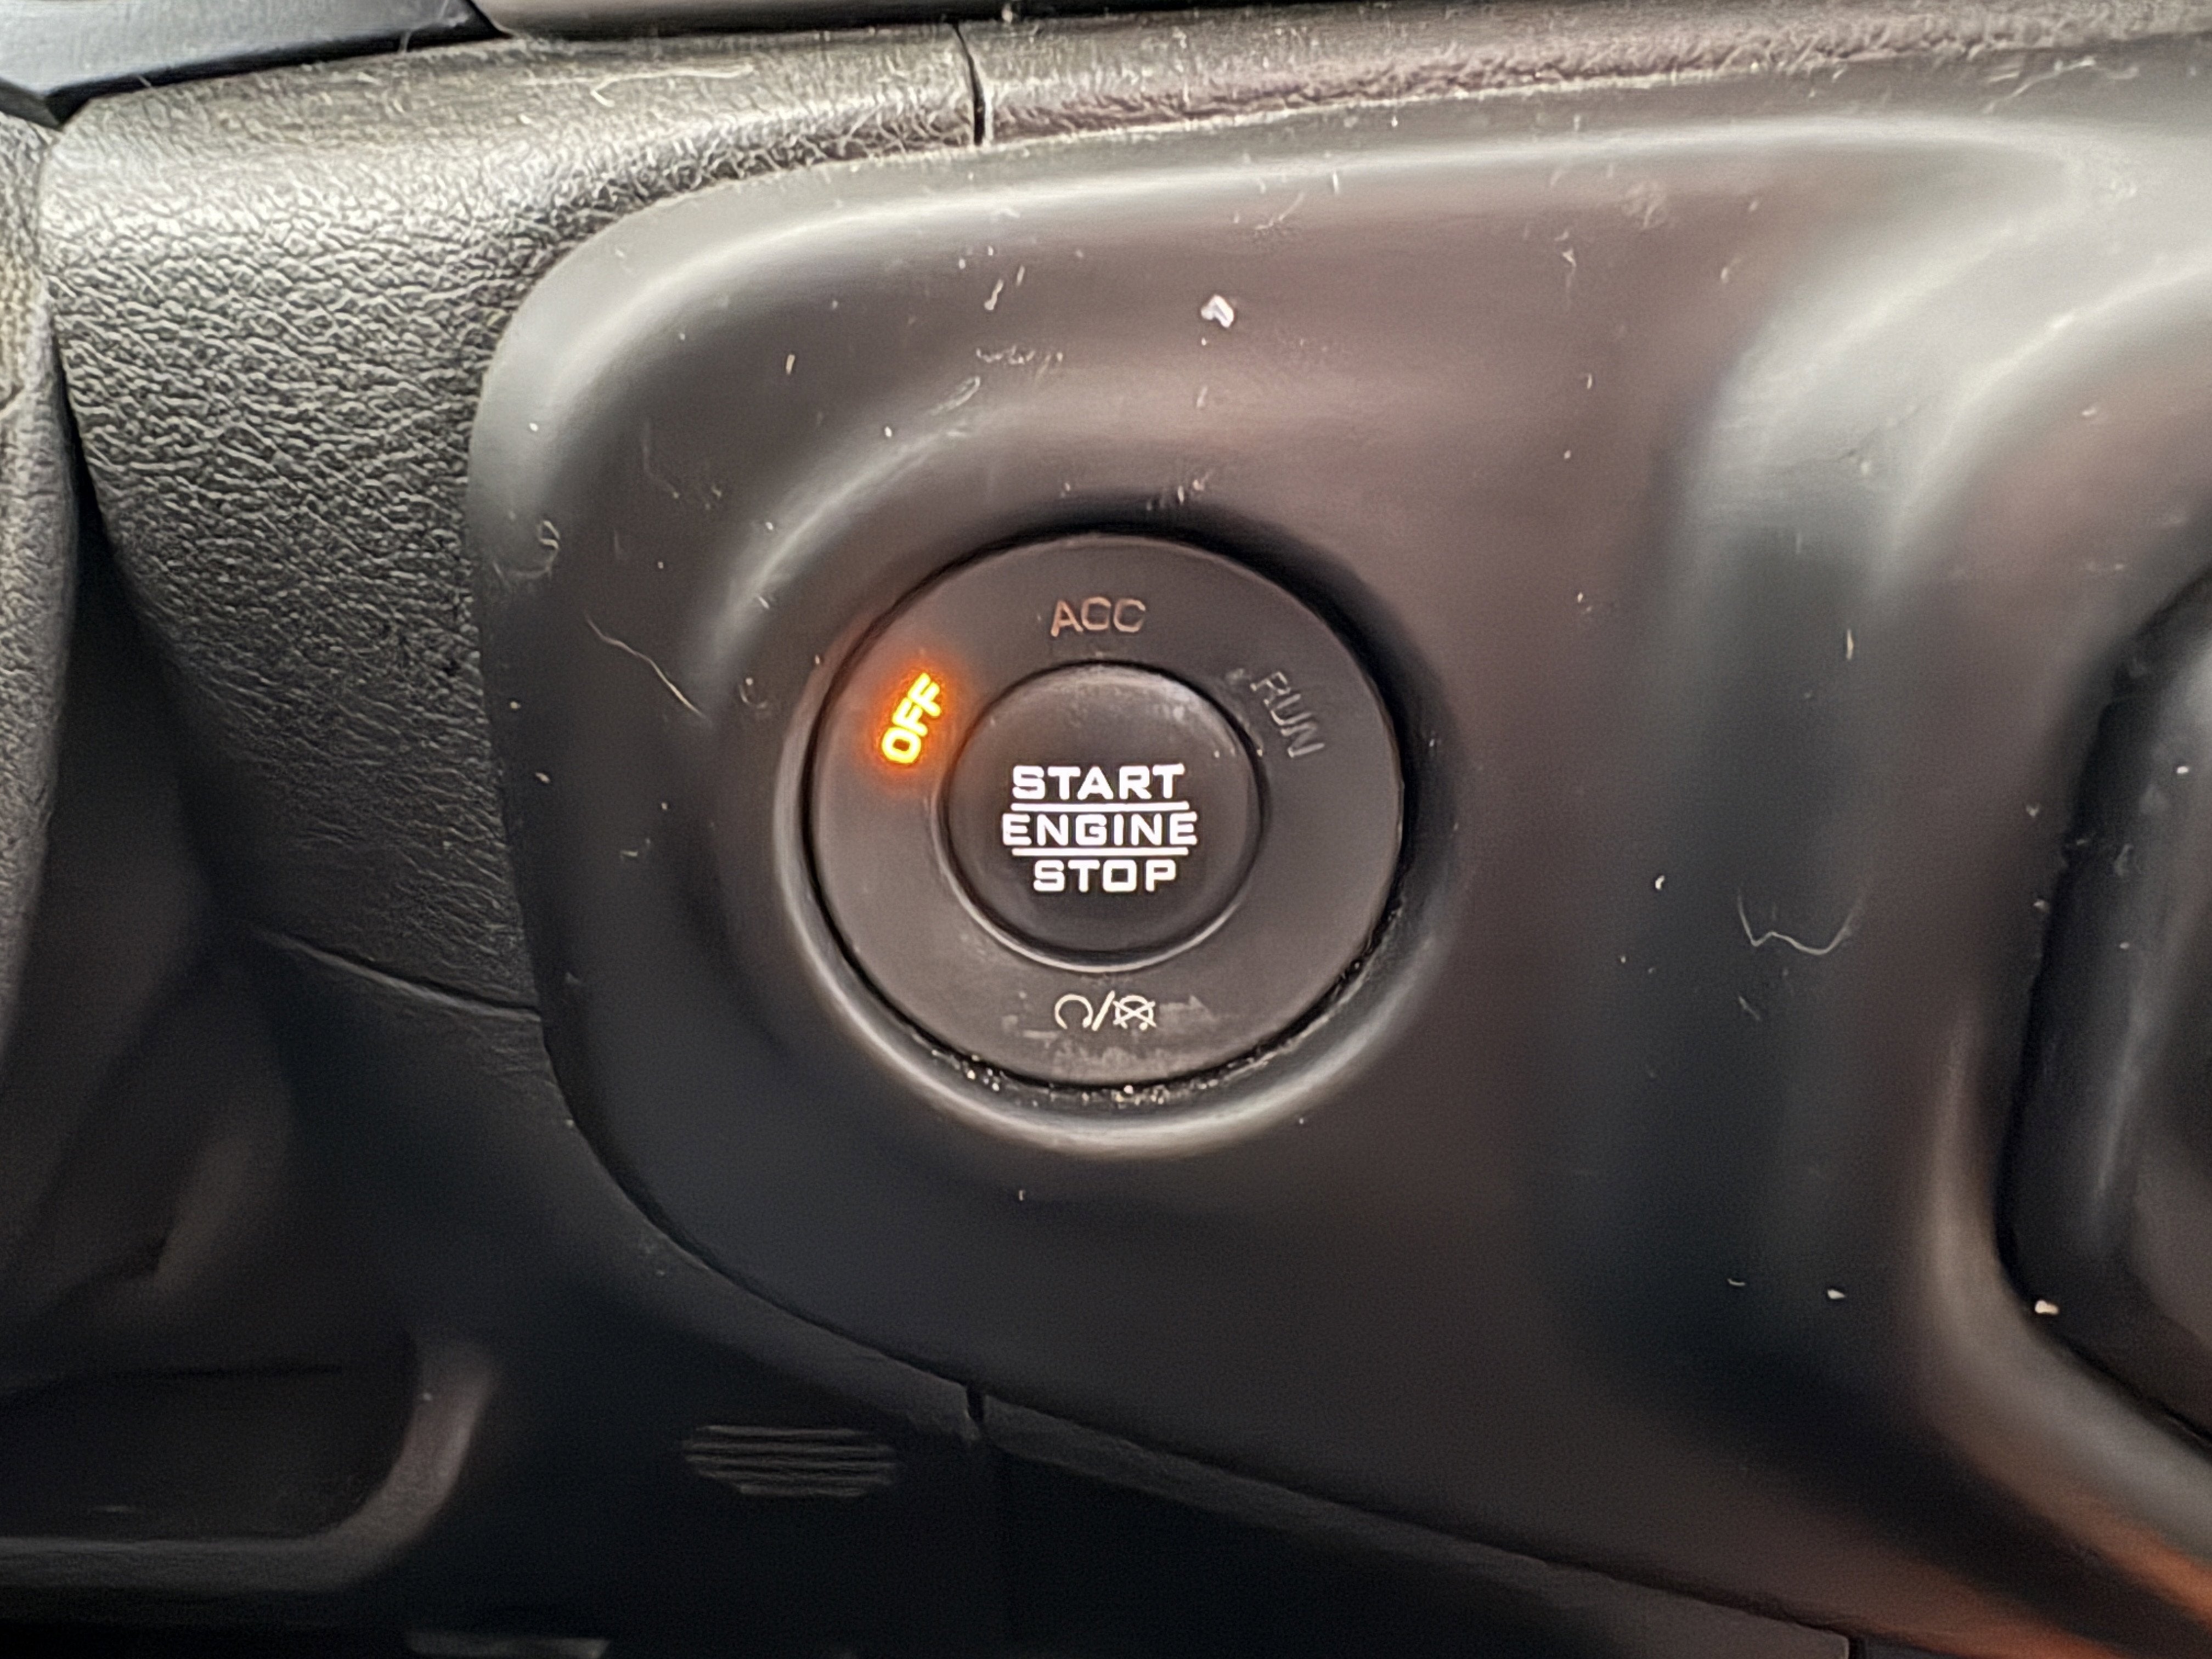 ACC
OFF
RUN
START
ENGINE
STOP